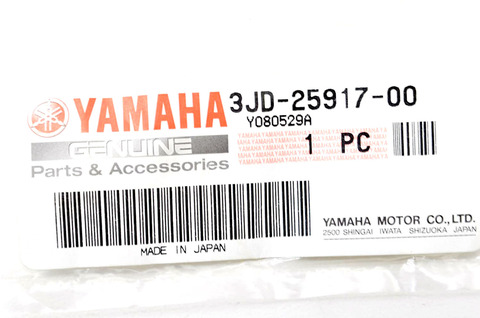 YAMAHA 3JD-25917-00
Y080529A
GENUINE
Parts & Accessories
1 PC
YAMAHA MOTOR CO., LTD.
2500 SHINGAI IWATA SHIZUOKA JAPAN
MADE IN JAPAN